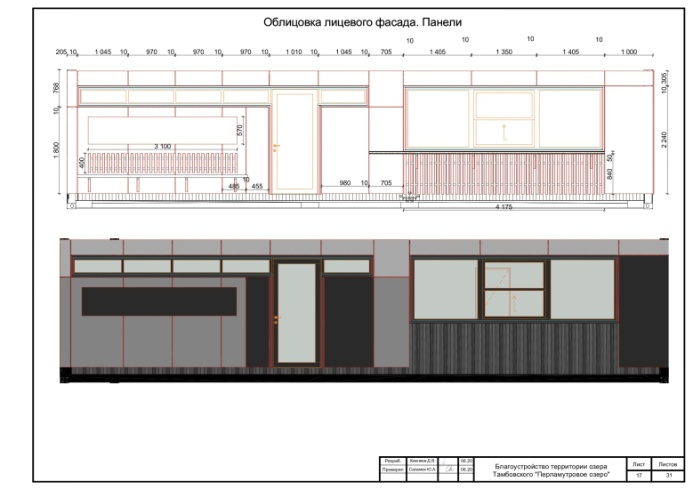 Облицовка лицевого фасада. Панели
10 10 10 10
205 10 1 045 10 970 10 970 10 970 10 1 010 10 1 045 10 705 1 405 1 350 1 405 1 000
768
10
1 800
305
10
2 240
570
3 100
400
10
485 455
980 10 705
50
840
4 175
Разраб. 05.20
Проверил 05.20
Благоустройство территории озера
Тамбовского "Перламутровое озеро"
Лист Листов
17 31